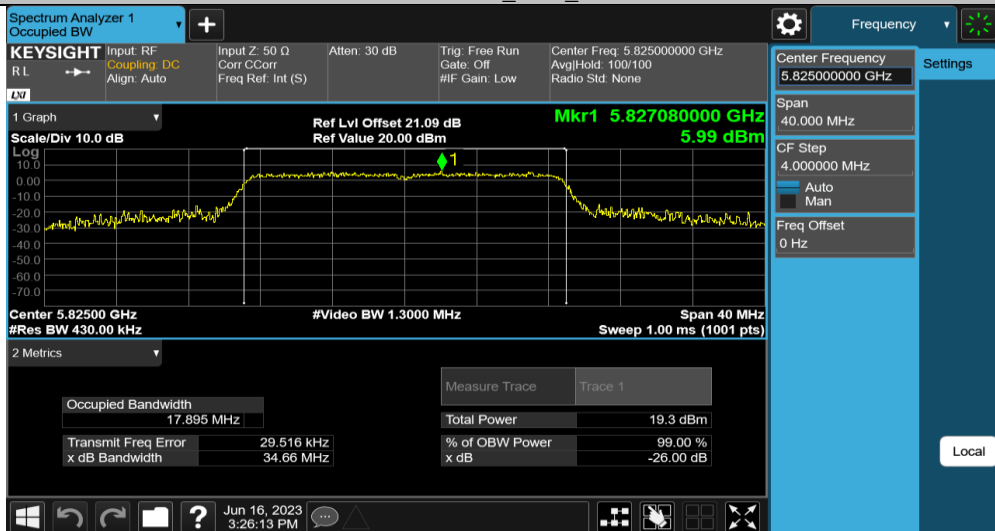 Spectrum Analyzer 1
Occupied BW
+
Frequency
KEYSIGHT
R L
LXI
Input: RF
Coupling: DC
Align: Auto
Input Z: 50 Ω
Corr CCorr
Freq Ref: Int (S)
Atten: 30 dB
Trig: Free Run
Gate: Off
#IF Gain: Low
Center Freq: 5.825000000 GHz
Avg|Hold: 100/100
Radio Std: None
Center Frequency
5.825000000 GHz
Settings
Span
40.000 MHz
CF Step
4.000000 MHz
Auto
Man
Freq Offset
0 Hz
Local
1 Graph
Scale/Div 10.0 dB
Ref Lvl Offset 21.09 dB
Ref Value 20.00 dBm
Mkr1 5.827080000 GHz
5.99 dBm
Log
10.0
0.00
-10.0
-20.0
-30.0
-40.0
-50.0
-60.0
-70.0
1
Center 5.82500 GHz
#Res BW 430.00 kHz
#Video BW 1.3000 MHz
Span 40 MHz
Sweep 1.00 ms (1001 pts)
2 Metrics
Measure Trace Trace 1
Occupied Bandwidth
17.895 MHz
Total Power 19.3 dBm
Transmit Freq Error 29.516 kHz
% of OBW Power 99.00 %
x dB Bandwidth 34.66 MHz
x dB -26.00 dB
?
Jun 16, 2023
3:26:13 PM